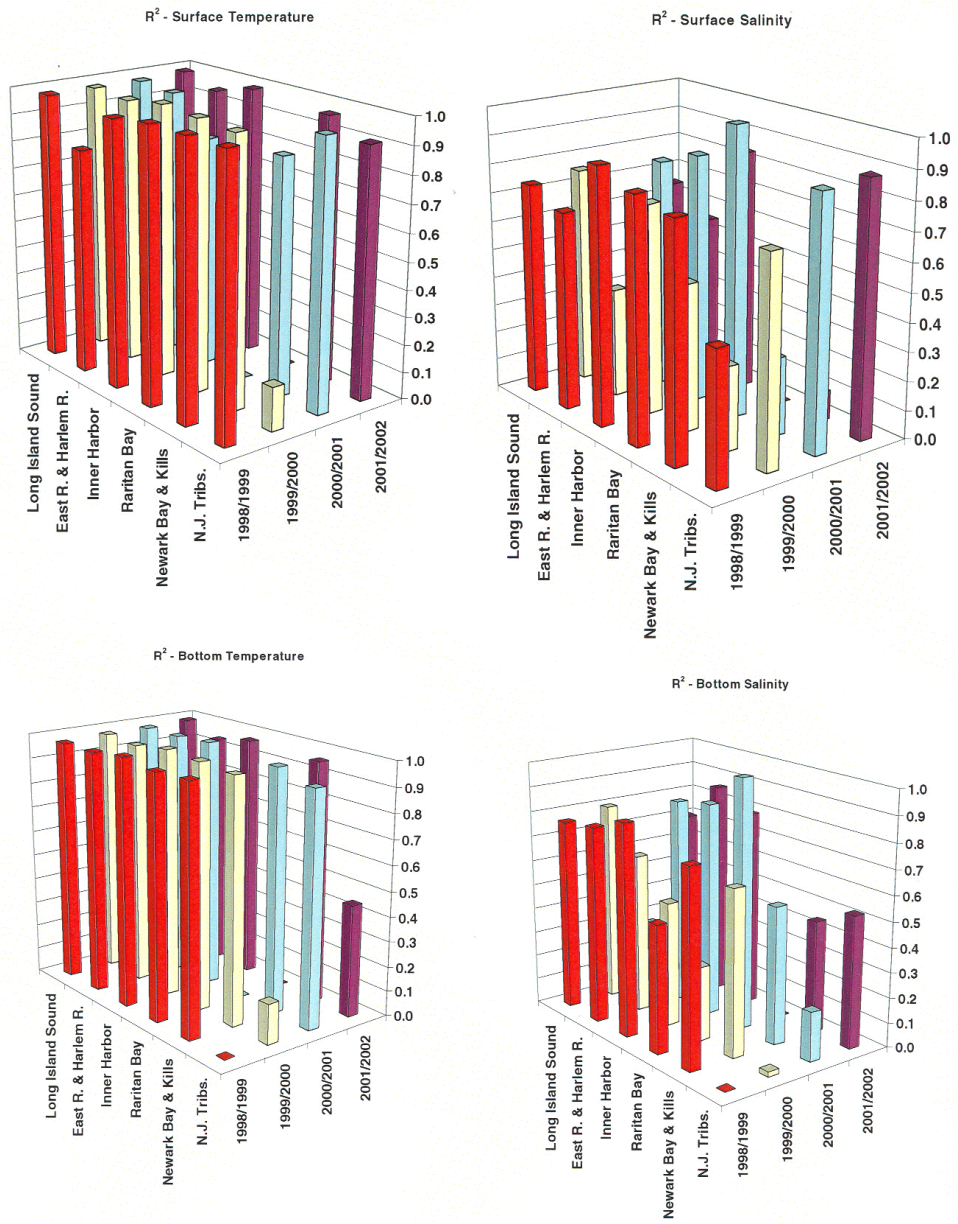 R² - Surface Temperature
1.0
0.9
0.8
0.7
0.6
0.5
0.4
0.3
0.2
0.1
0.0
Long Island Sound
East R. & Harlem R.
Inner Harbor
Raritan Bay
Newark Bay & Kills
N.J. Tribs.
1998/1999
1999/2000
2000/2001
2001/2002
R² - Surface Salinity
1.0
0.9
0.8
0.7
0.6
0.5
0.4
0.3
0.2
0.1
0.0
Long Island Sound
East R. & Harlem R.
Inner Harbor
Raritan Bay
Newark Bay & Kills
N.J. Tribs.
1998/1999
1999/2000
2000/2001
2001/2002
R² - Bottom Temperature
1.0
0.9
0.8
0.7
0.6
0.5
0.4
0.3
0.2
0.1
0.0
Long Island Sound
East R. & Harlem R.
Inner Harbor
Raritan Bay
Newark Bay & Kills
N.J. Tribs.
1998/1999
1999/2000
2000/2001
2001/2002
R² - Bottom Salinity
1.0
0.9
0.8
0.7
0.6
0.5
0.4
0.3
0.2
0.1
0.0
Long Island Sound
East R. & Harlem R.
Inner Harbor
Raritan Bay
Newark Bay & Kills
N.J. Tribs.
1998/1999
1999/2000
2000/2001
2001/2002